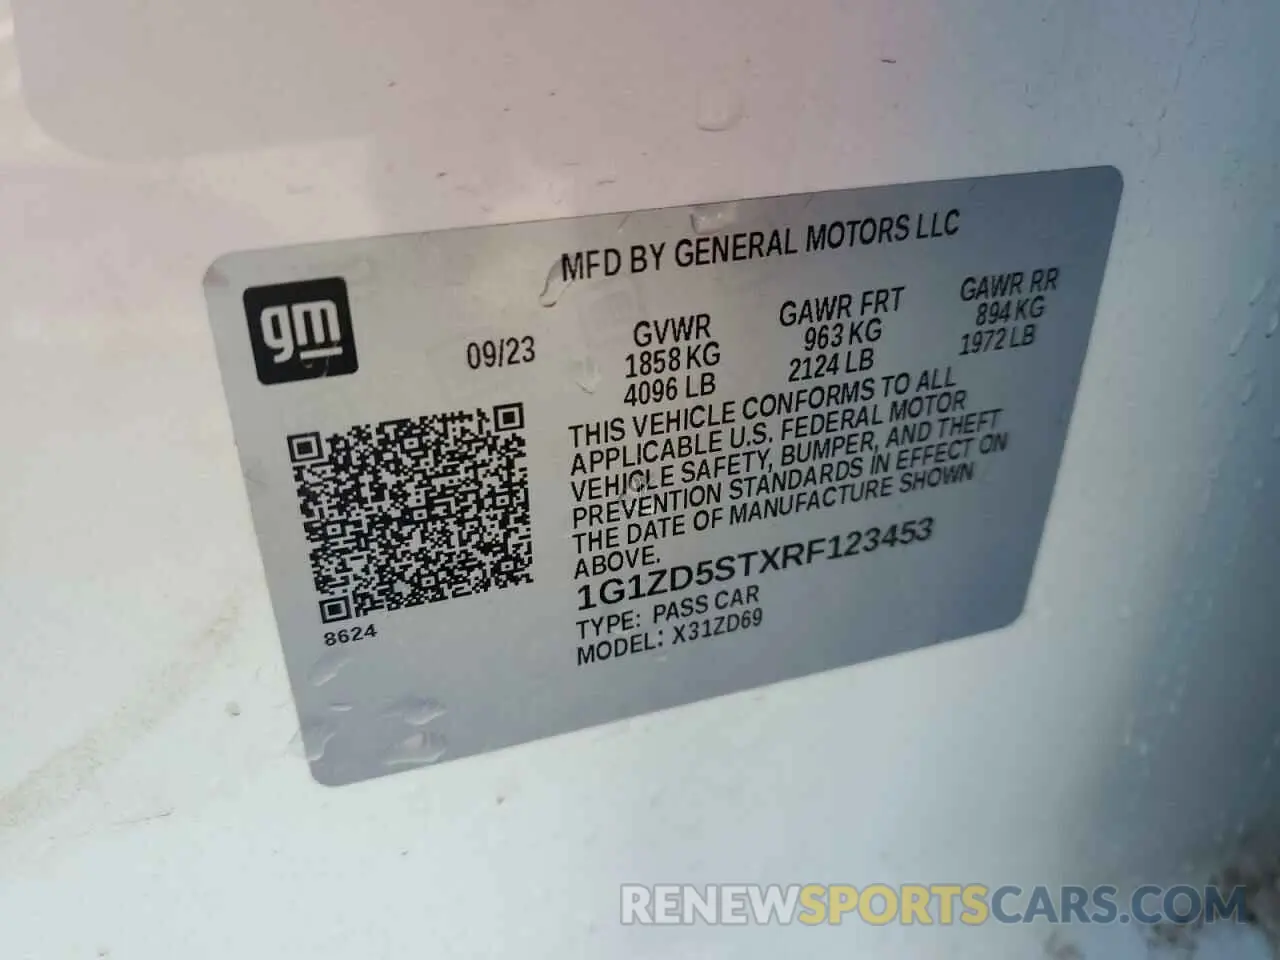 MFD BY GENERAL MOTORS LLC
gm
09/23
GVWR
1858 KG
4096 LB
GAWR FRT
963 KG
2124 LB
GAWR RR
894 KG
1972 LB
THIS VEHICLE CONFORMS TO ALL
APPLICABLE U.S. FEDERAL MOTOR
VEHICLE SAFETY, BUMPER, AND THEFT
PREVENTION STANDARDS IN EFFECT ON
THE DATE OF MANUFACTURE SHOWN
ABOVE.
1G1ZD5STXRF123453
TYPE: PASS CAR
MODEL: X31ZD69
8624
RENEWSPORTSCARS.COM